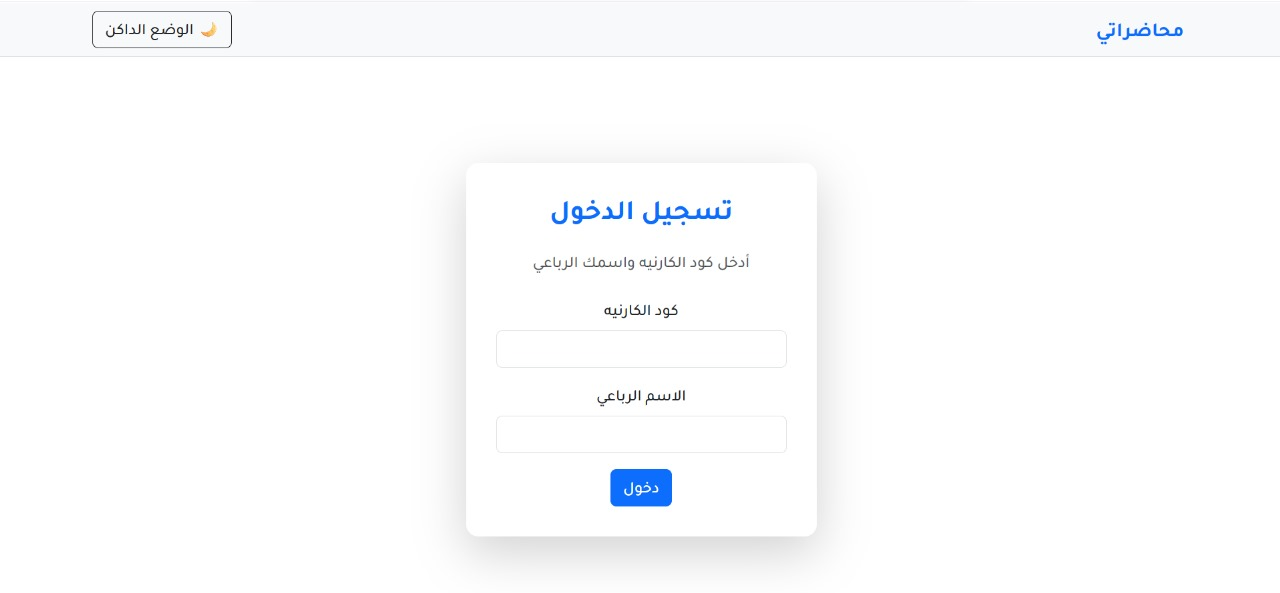 محاضراتي
🌙 الوضع الداكن
تسجيل الدخول
أدخل كود الكارنيه واسمك الرباعي
كود الكارنيه
الاسم الرباعي
دخول